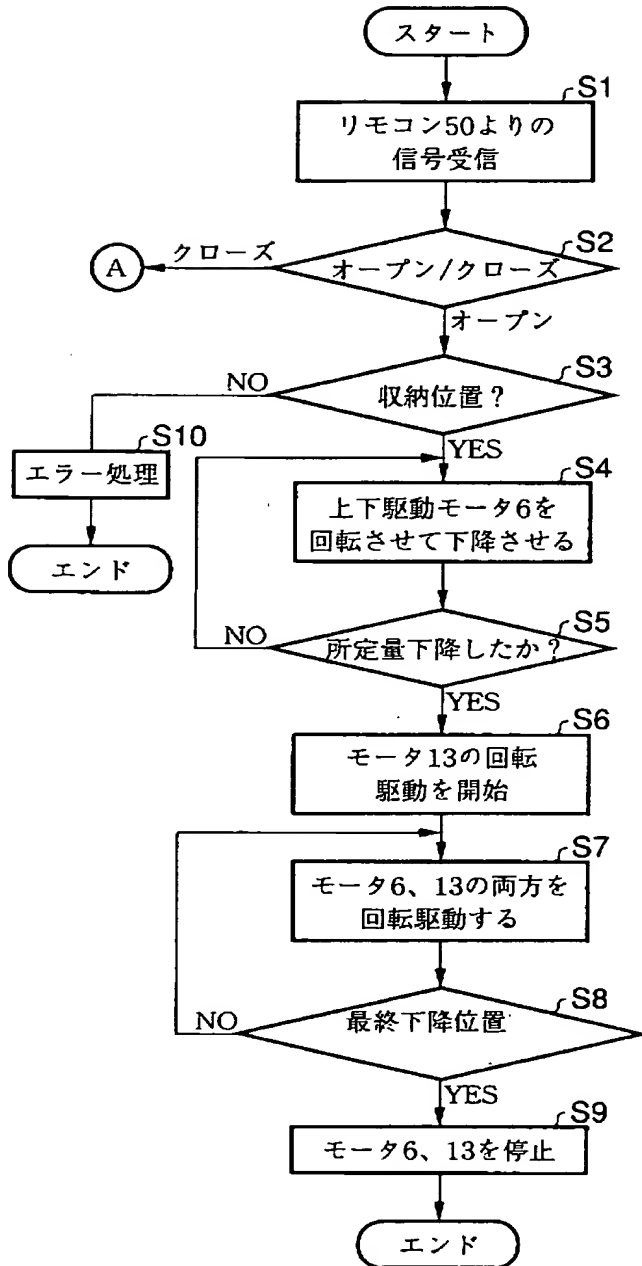 スタート
S1
リモコン50よりの
信号受信
S2
オープン/クローズ
クローズ
A
オープン
S3
収納位置?
NO
YES
S10
エラー処理
エンド
S4
上下駆動モータ6を
回転させて下降させる
S5
所定量下降したか?
NO
YES
S6
モータ13の回転
駆動を開始
S7
モータ6、13の両方を
回転駆動する
S8
最終下降位置
NO
YES
S9
モータ6、13を停止
エンド